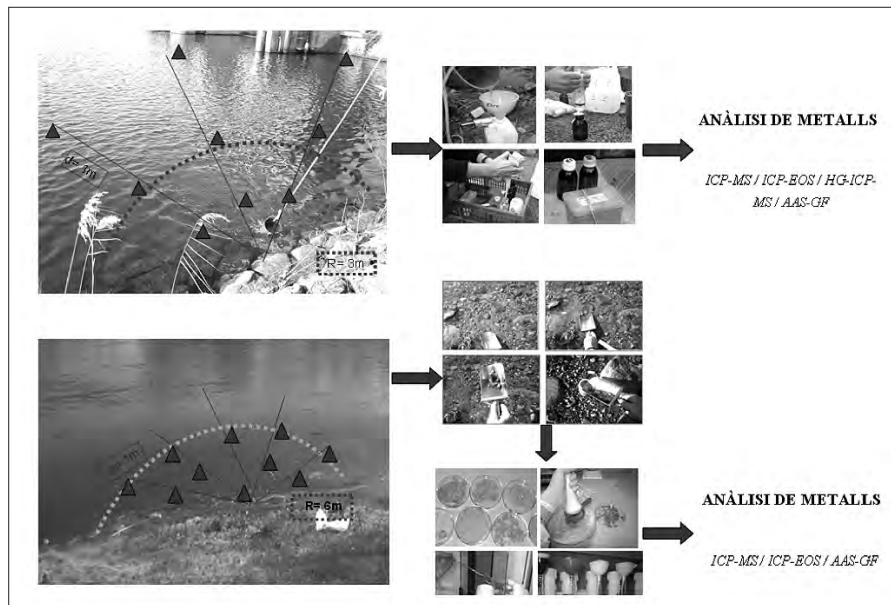 d= 3m
R= 3m
ANÀLISI DE METALLS
ICP-MS / ICP-EOS / HG-ICP-
MS / AAS-GF
R= 6m
ANÀLISI DE METALLS
ICP-MS / ICP-EOS / AAS-GF